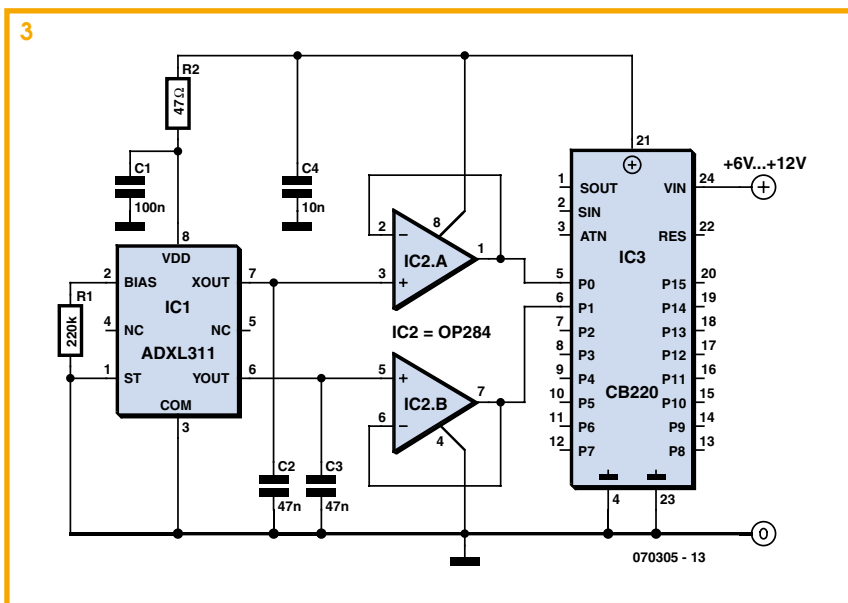 3
R2
47Ω
C1
100n
C4
10n
21
+6V...+12V
1 SOUT VIN 24
2 SIN
3 ATN RES 22
IC3
8
VDD
2 BIAS XOUT 7
IC1
R1
220k
4 NC NC 5
ADXL311
1 ST YOUT 6
COM
3
2 − 8
IC2.A 1
3 +
IC2 = OP284
5 +
IC2.B 7
6 − 4
5 P0 P15 20
6 P1 P14 19
7 P2 P13 18
8 P3 P12 17
9 P4 P11 16
CB220
10 P5 P10 15
11 P6 P9 14
12 P7 P8 13
C2
47n
C3
47n
4 23
0
070305 - 13